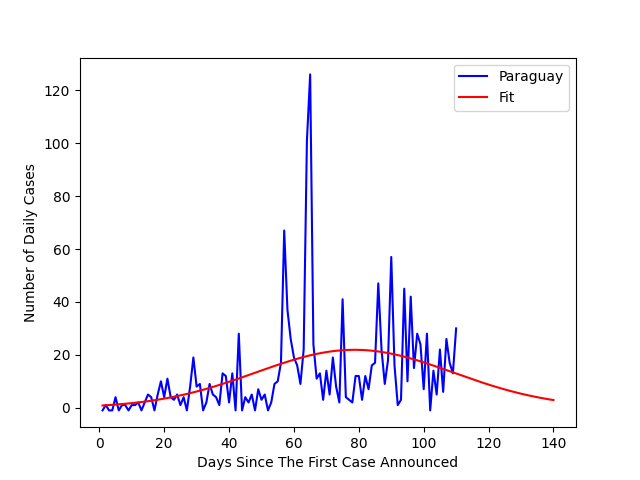 Paraguay
Fit
120
100
80
60
40
20
0
Number of Daily Cases
0 20 40 60 80 100 120 140
Days Since The First Case Announced